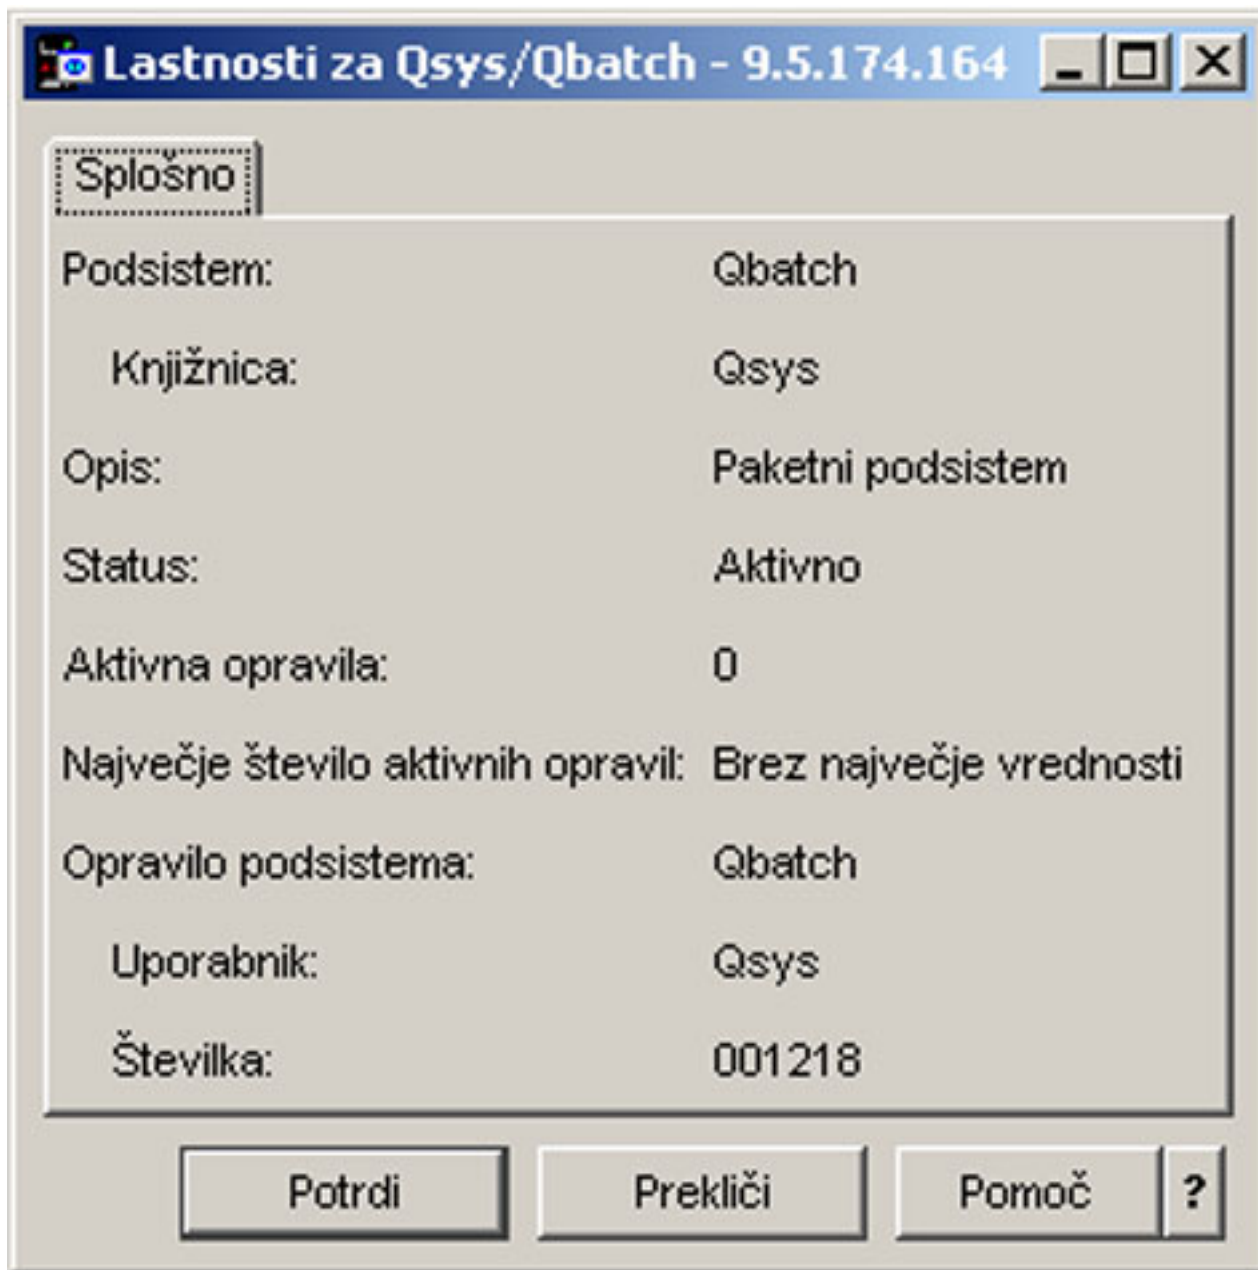 Lastnosti za Qsys/Qbatch - 9.5.174.164
Splošno
Podsistem: Qbatch
Knjižnica: Qsys
Opis: Paketni podsistem
Status: Aktivno
Aktivna opravila: 0
Največje število aktivnih opravil: Brez največje vrednosti
Opravilo podsistema: Qbatch
Uporabnik: Qsys
Številka: 001218
Potrdi Prekliči Pomoč ?